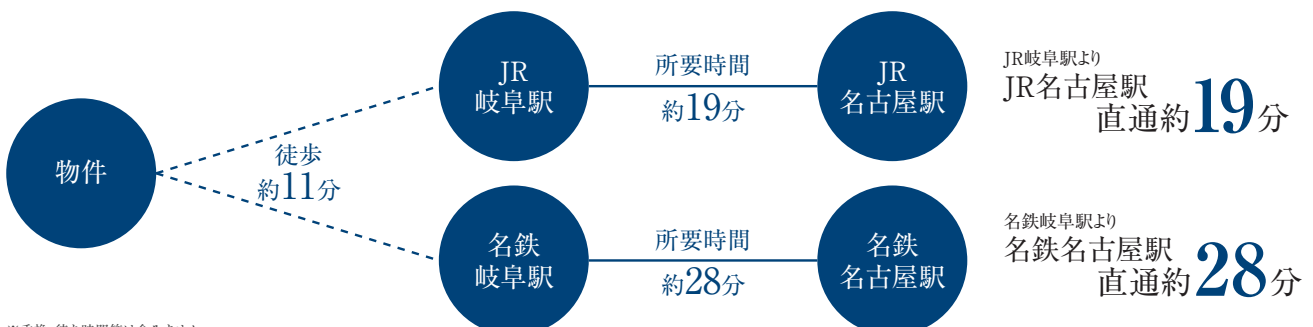 物件
徒歩
約11分
JR
岐阜駅
所要時間
約19分
JR
名古屋駅
JR岐阜駅より
JR名古屋駅
直通約19分
名鉄
岐阜駅
所要時間
約28分
名鉄
名古屋駅
名鉄岐阜駅より
名鉄名古屋駅
直通約28分